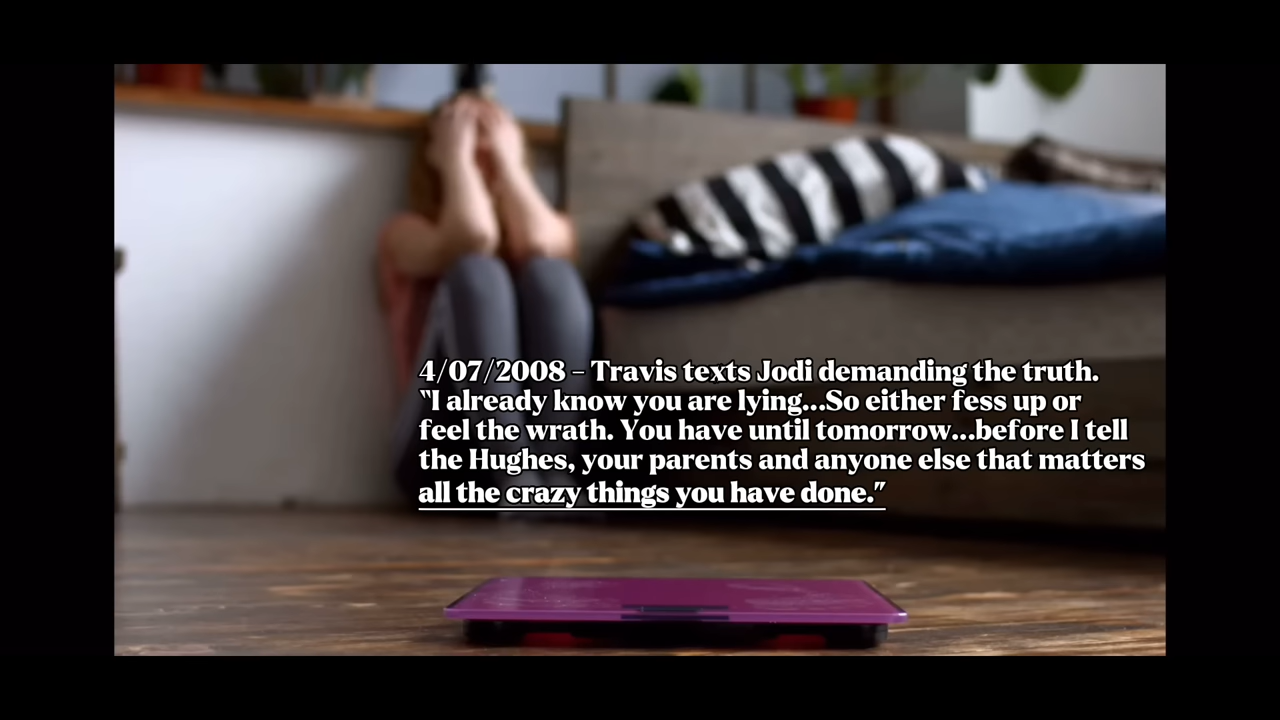 4/07/2008 – Travis texts Jodi demanding the truth.
"I already know you are lying...So either fess up or
feel the wrath. You have until tomorrow...before I tell
the Hughes, your parents and anyone else that matters
all the crazy things you have done."